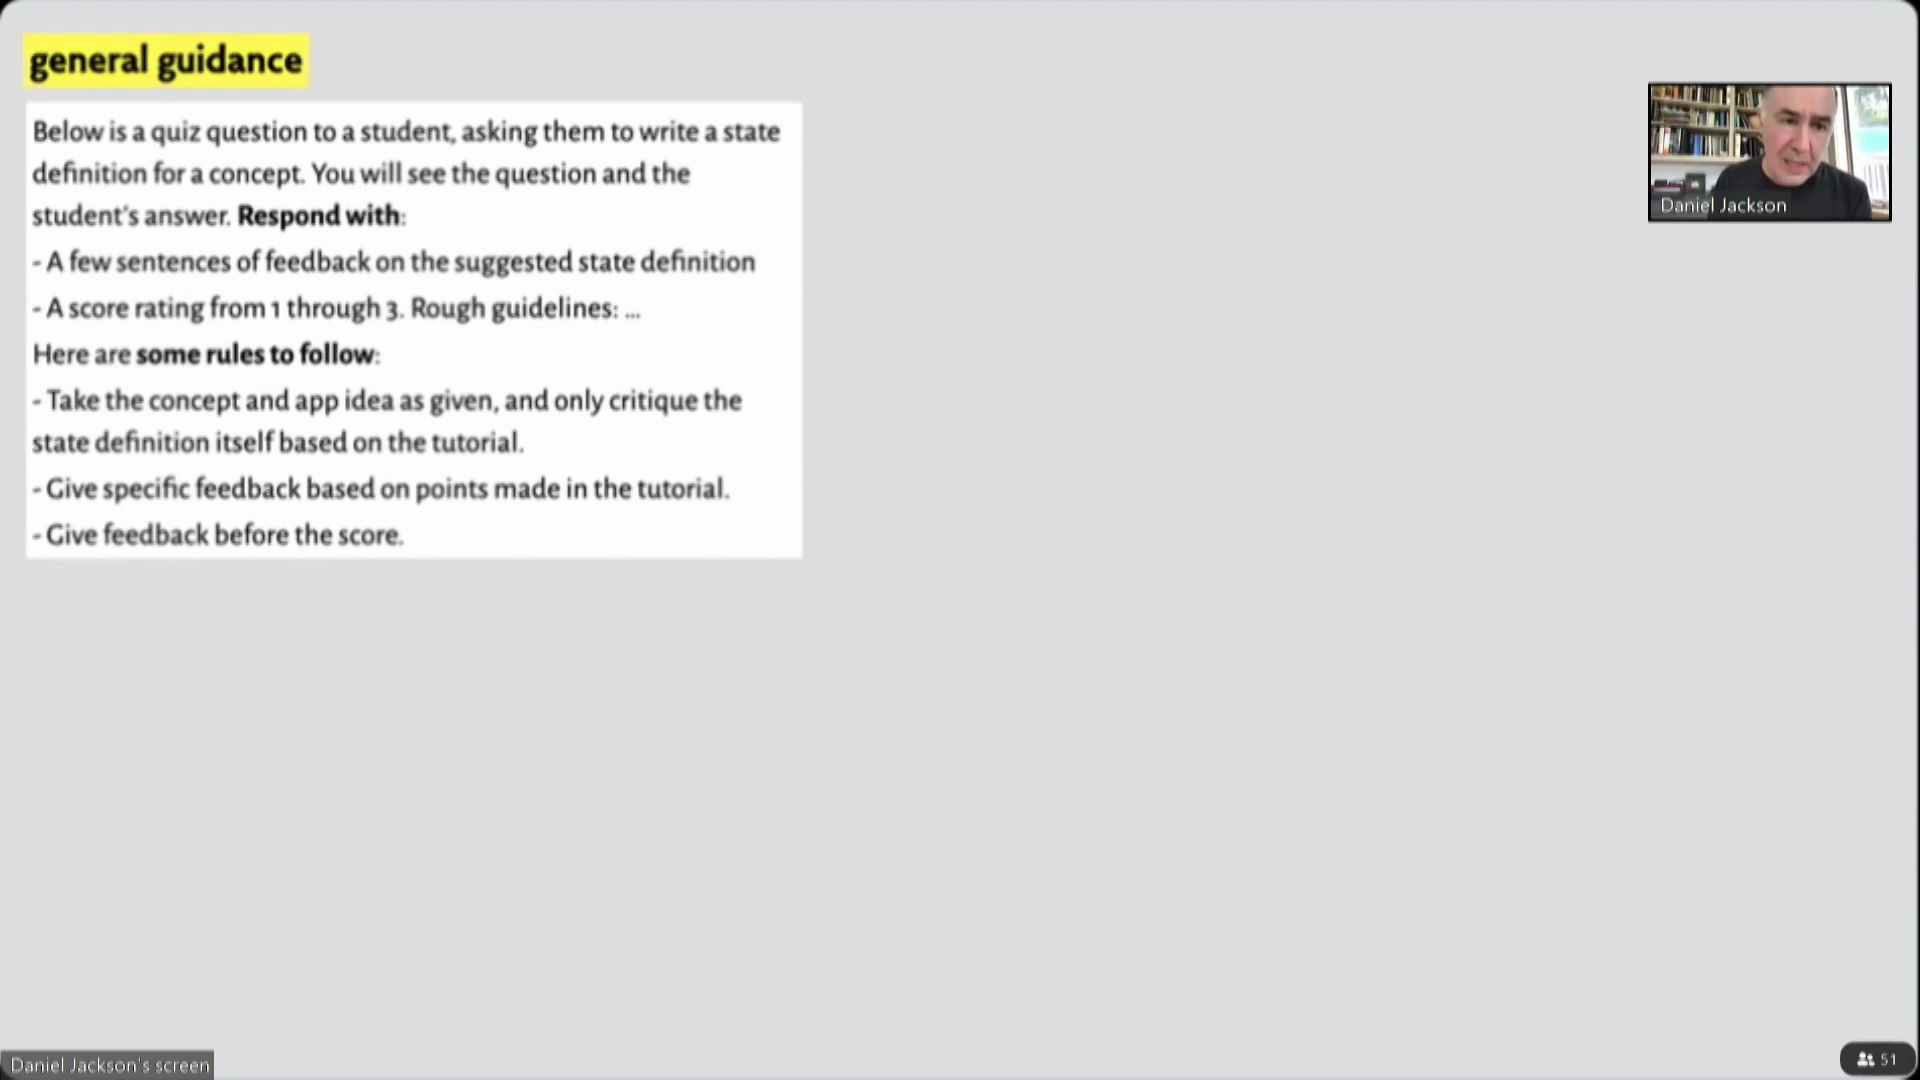 general guidance
Below is a quiz question to a student, asking them to write a state
definition for a concept. You will see the question and the
student's answer. Respond with:
- A few sentences of feedback on the suggested state definition
- A score rating from 1 through 3. Rough guidelines: ...
Here are some rules to follow:
- Take the concept and app idea as given, and only critique the
state definition itself based on the tutorial.
- Give specific feedback based on points made in the tutorial.
- Give feedback before the score.
Daniel Jackson
Daniel Jackson's screen
51